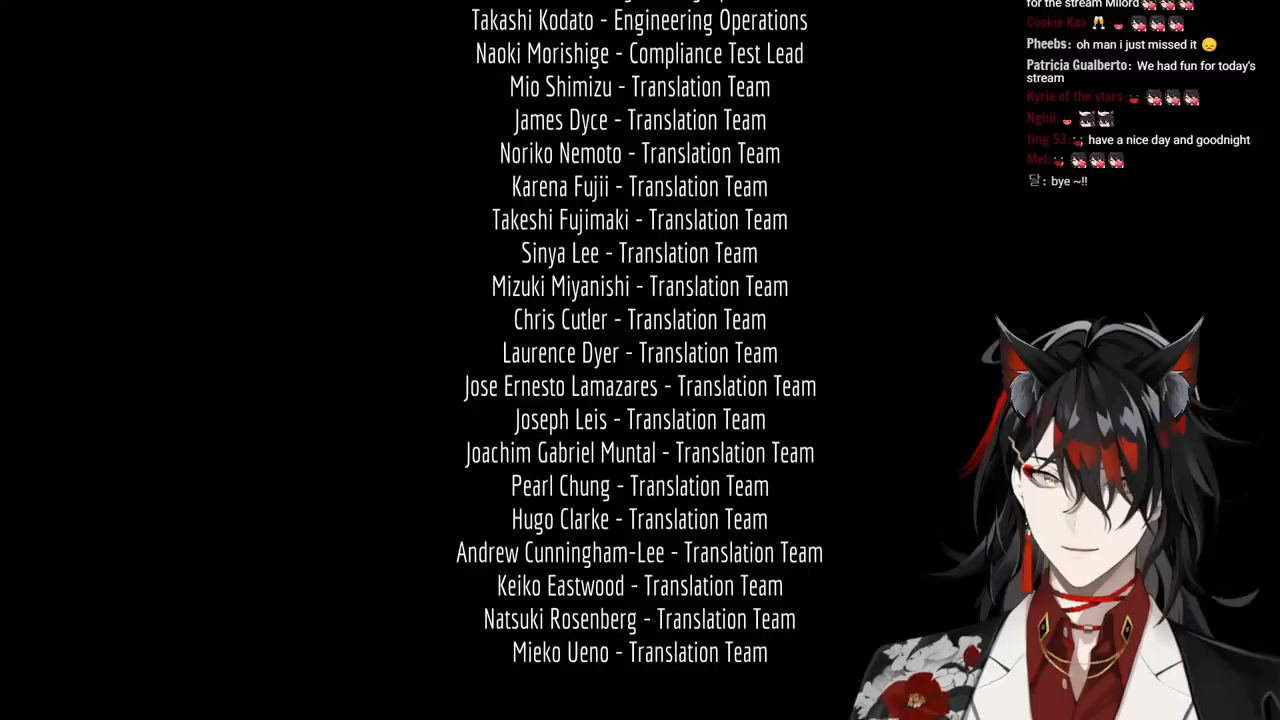 Takashi Kodato - Engineering Operations
Naoki Morishige - Compliance Test Lead
Mio Shimizu - Translation Team
James Dyce - Translation Team
Noriko Nemoto - Translation Team
Karena Fujii - Translation Team
Takeshi Fujimaki - Translation Team
Sinya Lee - Translation Team
Mizuki Miyanishi - Translation Team
Chris Cutler - Translation Team
Laurence Dyer - Translation Team
Jose Ernesto Lamazares - Translation Team
Joseph Leis - Translation Team
Joachim Gabriel Muntal - Translation Team
Pearl Chung - Translation Team
Hugo Clarke - Translation Team
Andrew Cunningham-Lee - Translation Team
Keiko Eastwood - Translation Team
Natsuki Rosenberg - Translation Team
Mieko Ueno - Translation Team
for the stream Milord
Cookie Kan
Pheebs: oh man i just missed it
Patricia Gualberto: We had fun for today's
stream
Kyrie of the stars:
Nghii:
ting 53: have a nice day and goodnight
Mel:
달: bye ~!!